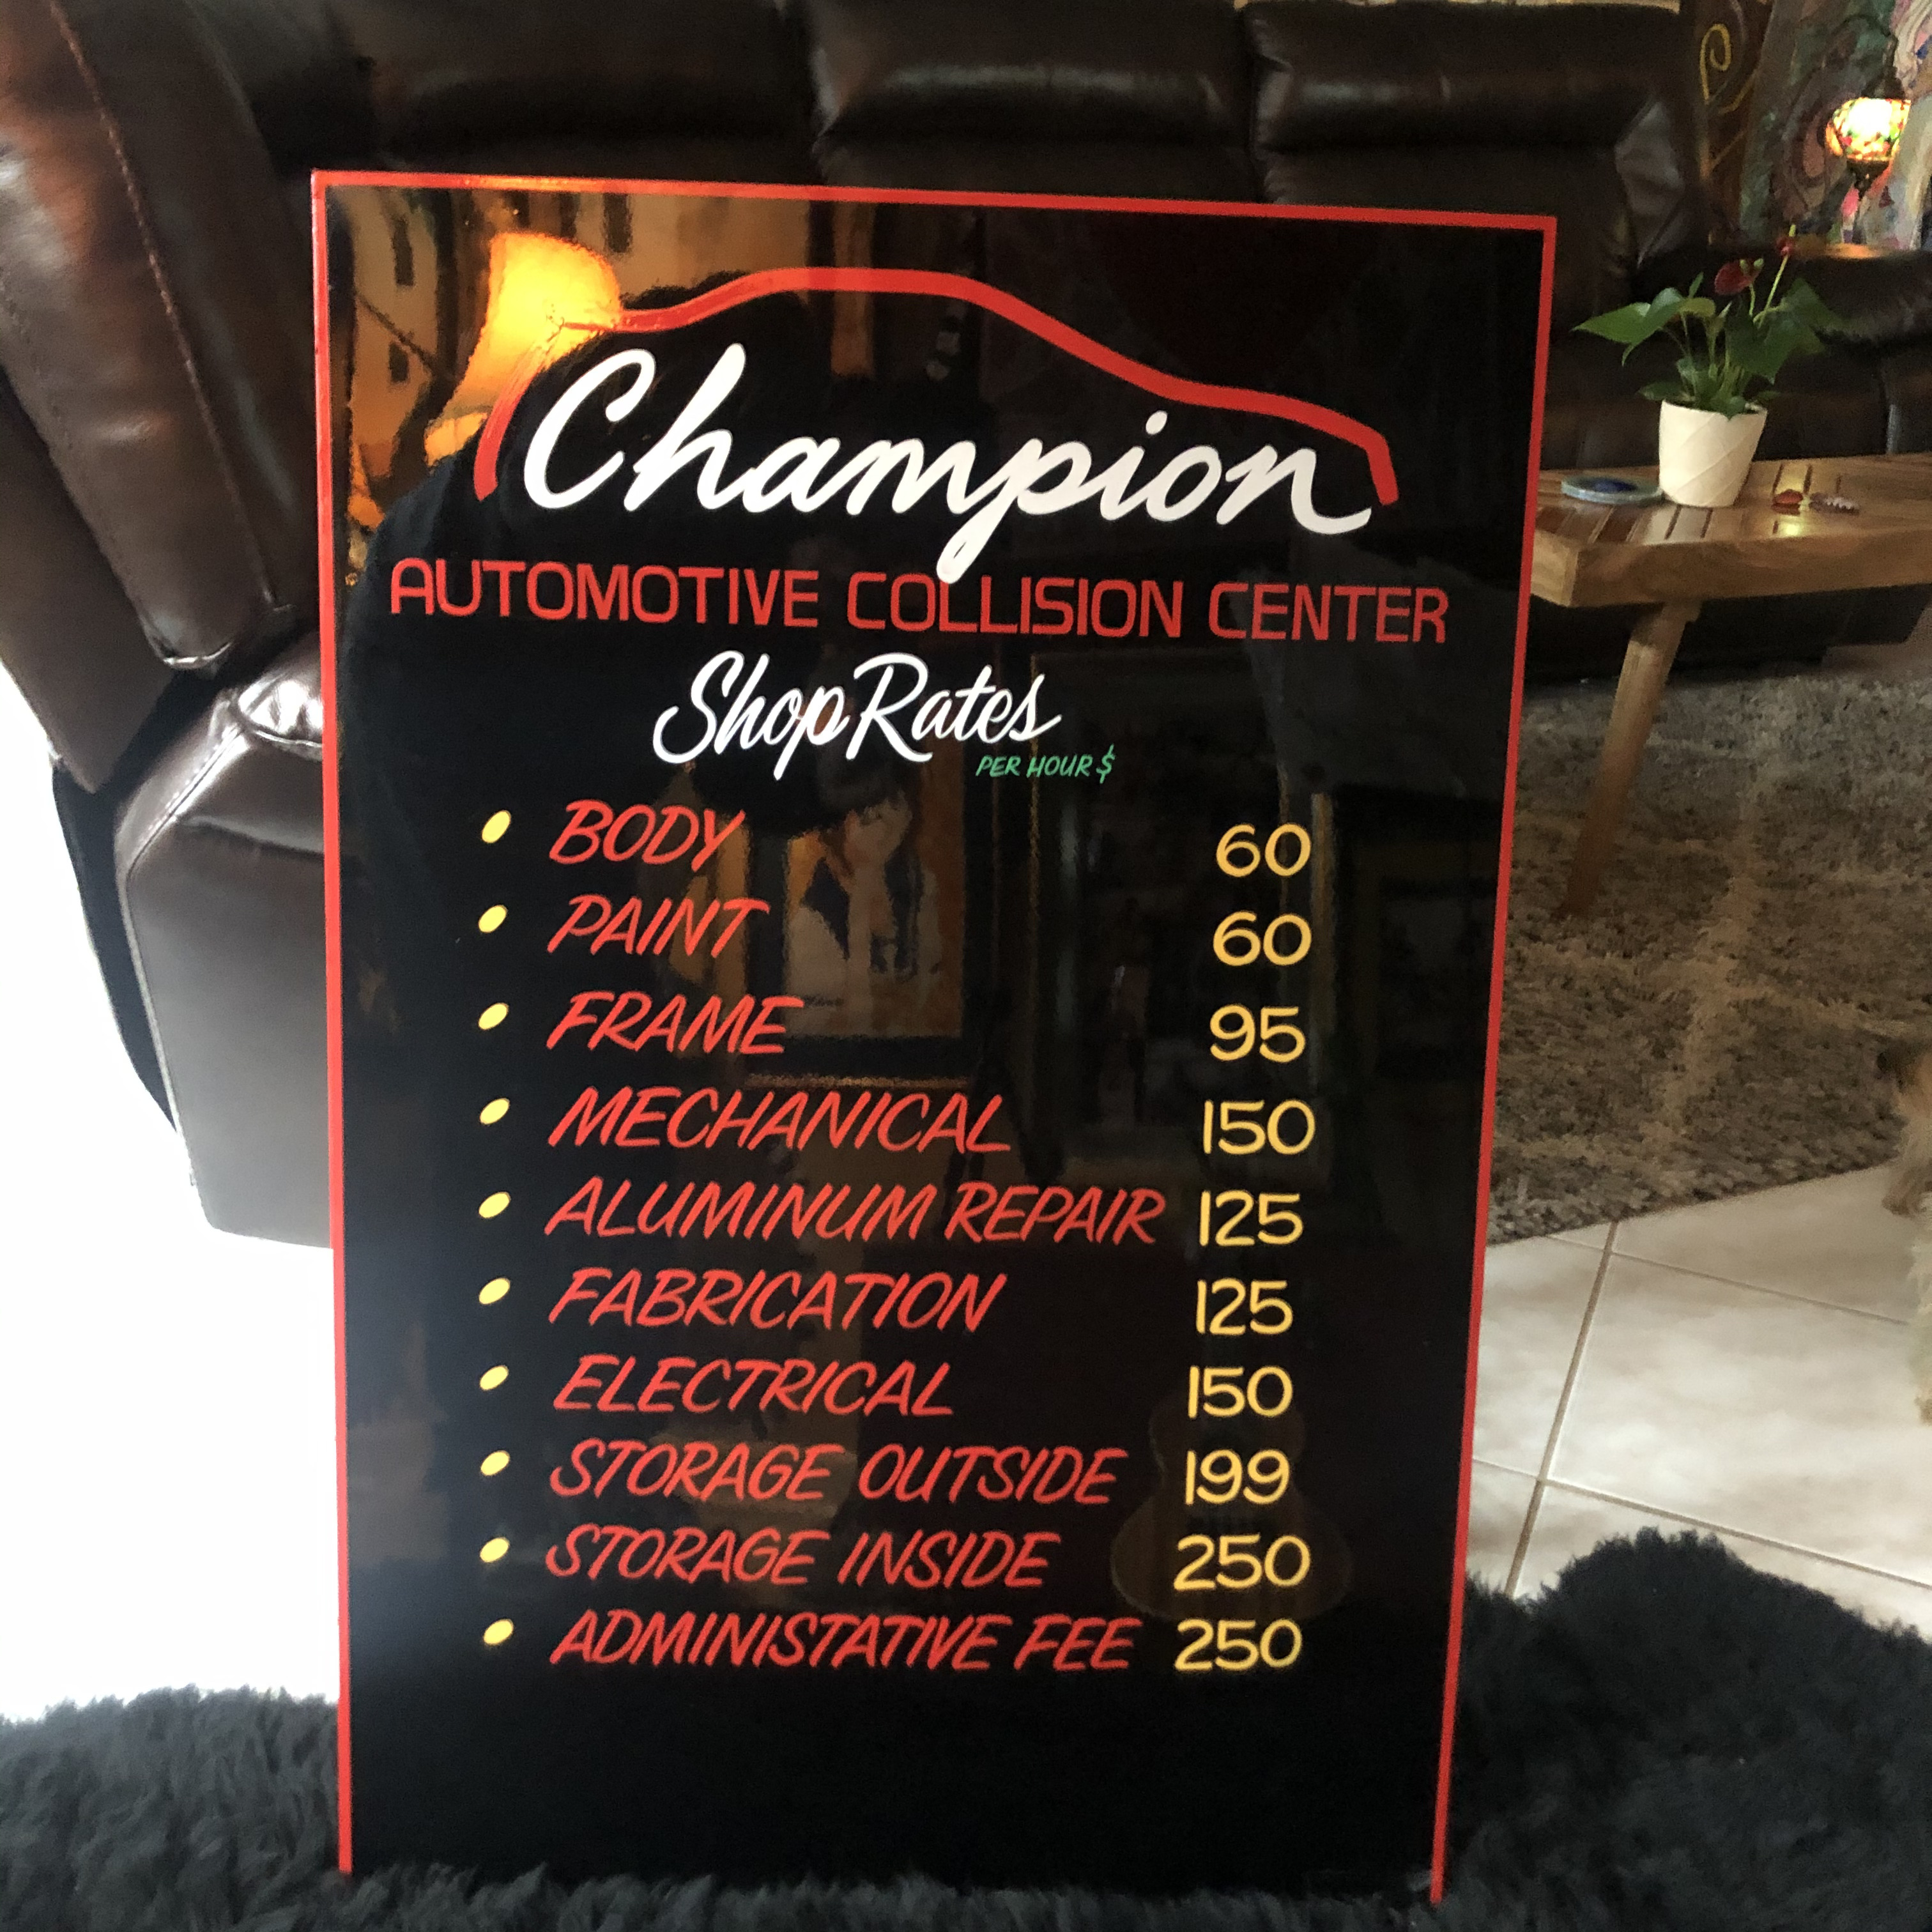 Champion
AUTOMOTIVE COLLISION CENTER
Shop Rates
PER HOUR $
• BODY 60
• PAINT 60
• FRAME 95
• MECHANICAL 150
• ALUMINUM REPAIR 125
• FABRICATION 125
• ELECTRICAL 150
• STORAGE OUTSIDE 199
• STORAGE INSIDE 250
• ADMINISTATIVE FEE 250